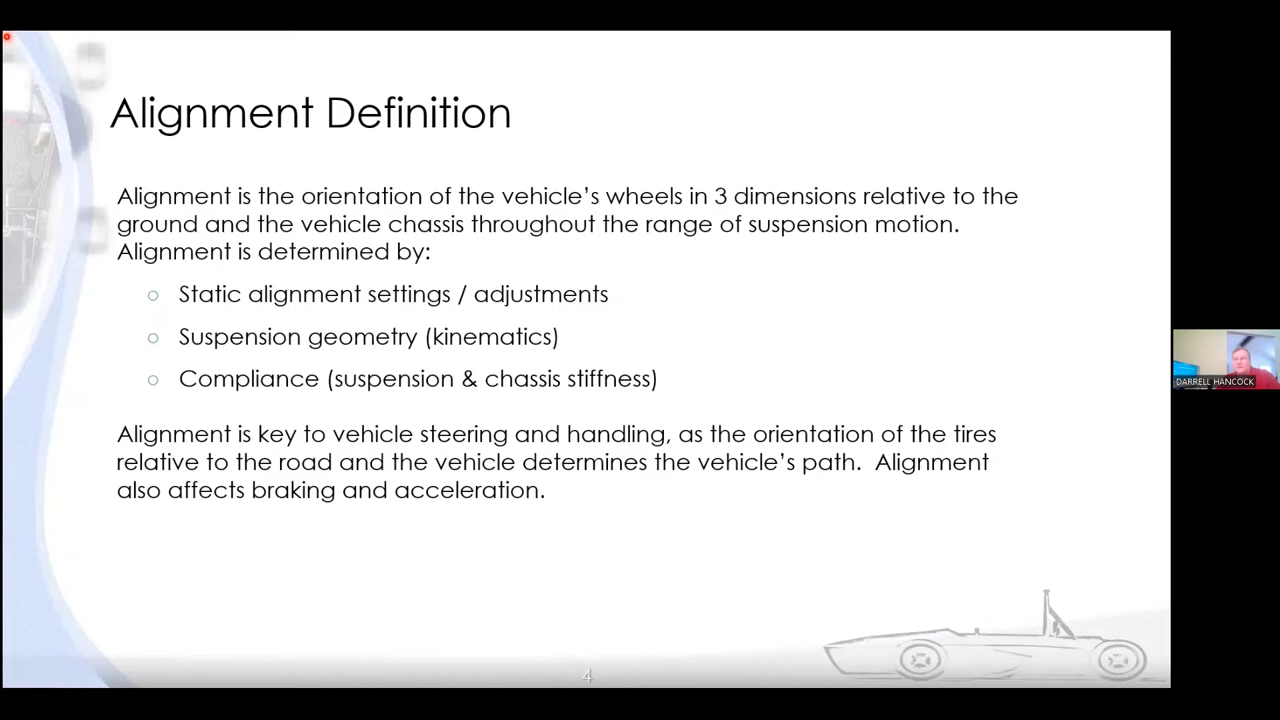 Alignment Definition
Alignment is the orientation of the vehicle's wheels in 3 dimensions relative to the
ground and the vehicle chassis throughout the range of suspension motion.
Alignment is determined by:
Static alignment settings / adjustments
Suspension geometry (kinematics)
Compliance (suspension & chassis stiffness)
Alignment is key to vehicle steering and handling, as the orientation of the tires
relative to the road and the vehicle determines the vehicle's path.  Alignment
also affects braking and acceleration.
4
DARRELL HANCOCK